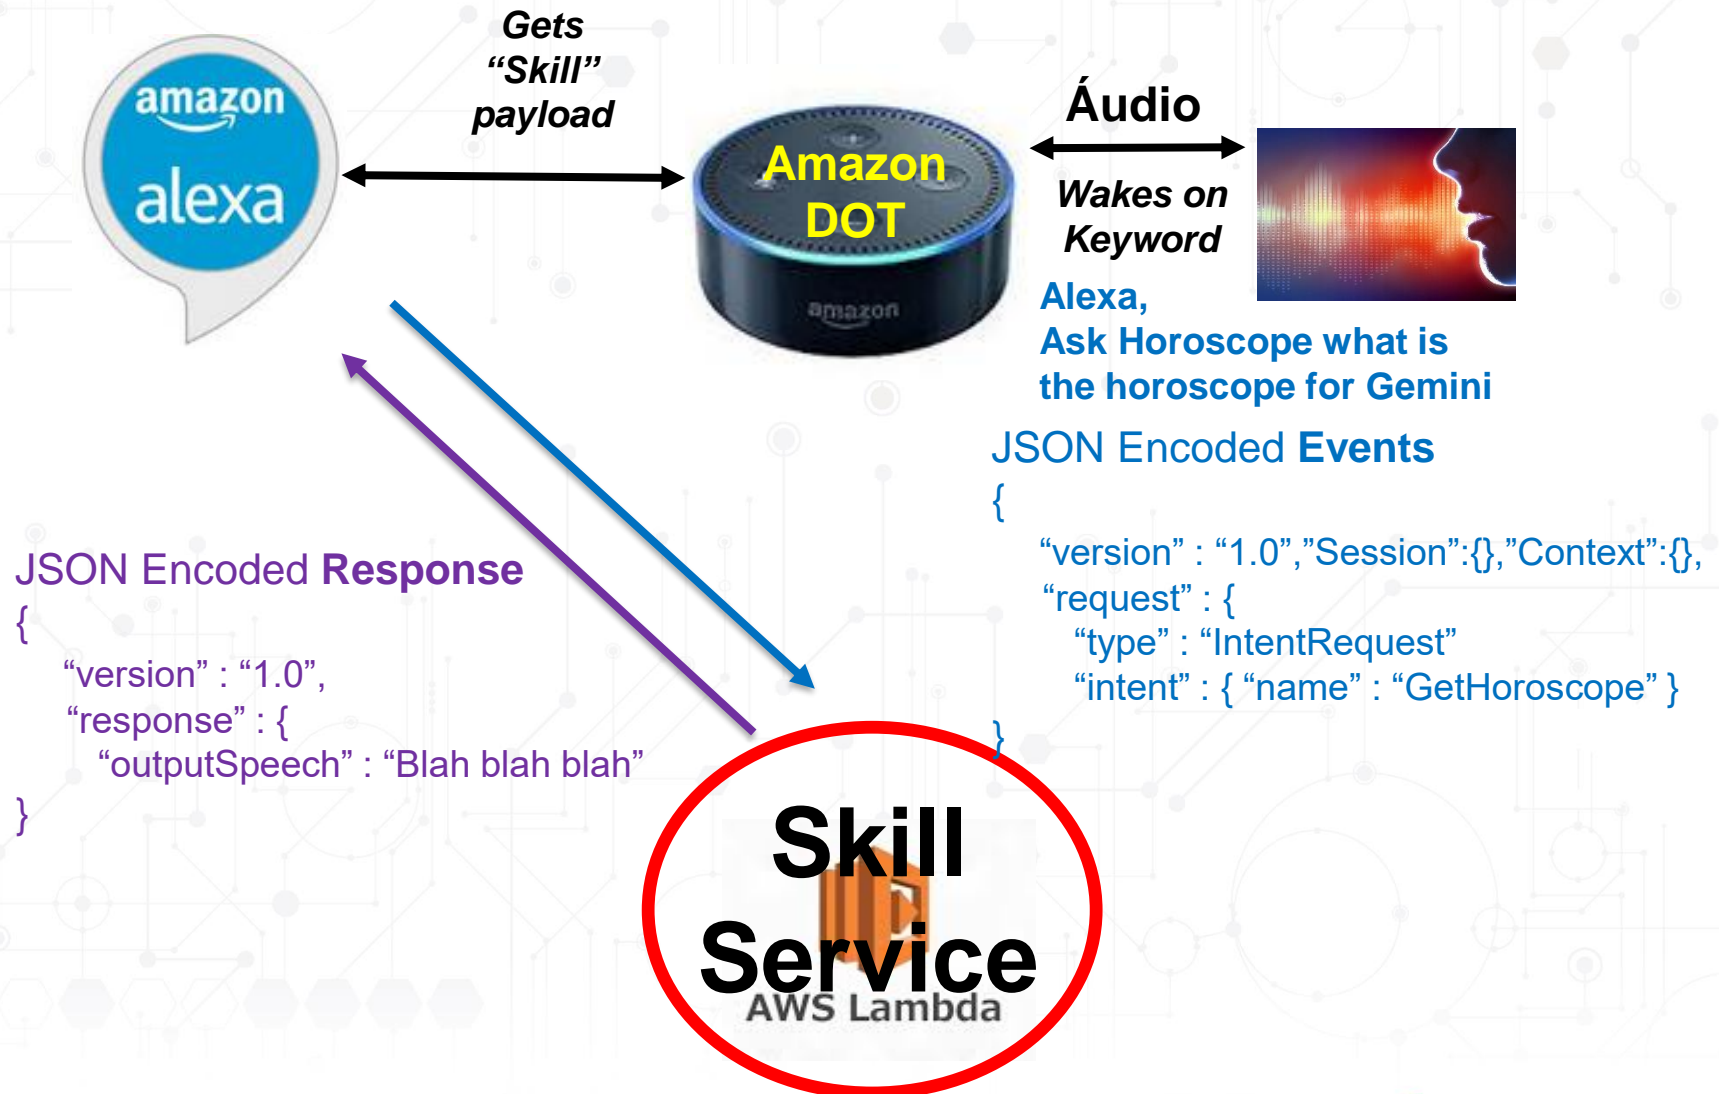 Gets
“Skill”
payload
amazon
alexa
Amazon
DOT
amazon
Áudio
Wakes on
Keyword
Alexa,
Ask Horoscope what is
the horoscope for Gemini
JSON Encoded Events
{
“version” : “1.0”,”Session”:{},”Context”:{},
“request” : {
“type” : “IntentRequest”
“intent” : { “name” : “GetHoroscope” }
}
JSON Encoded Response
{
“version” : “1.0”,
“response” : {
“outputSpeech” : “Blah blah blah”
}
Skill
Service
AWS Lambda